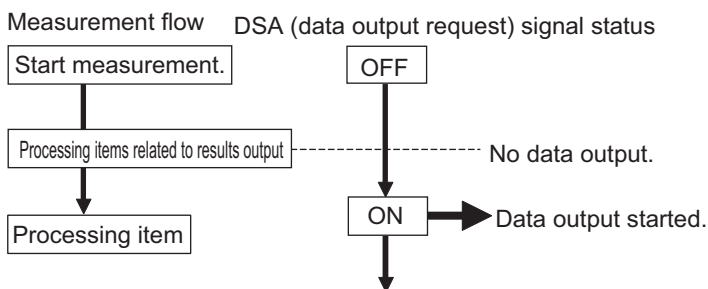 Measurement flow
DSA (data output request) signal status
Start measurement.
OFF
Processing items related to results output
No data output.
ON
Data output started.
Processing item